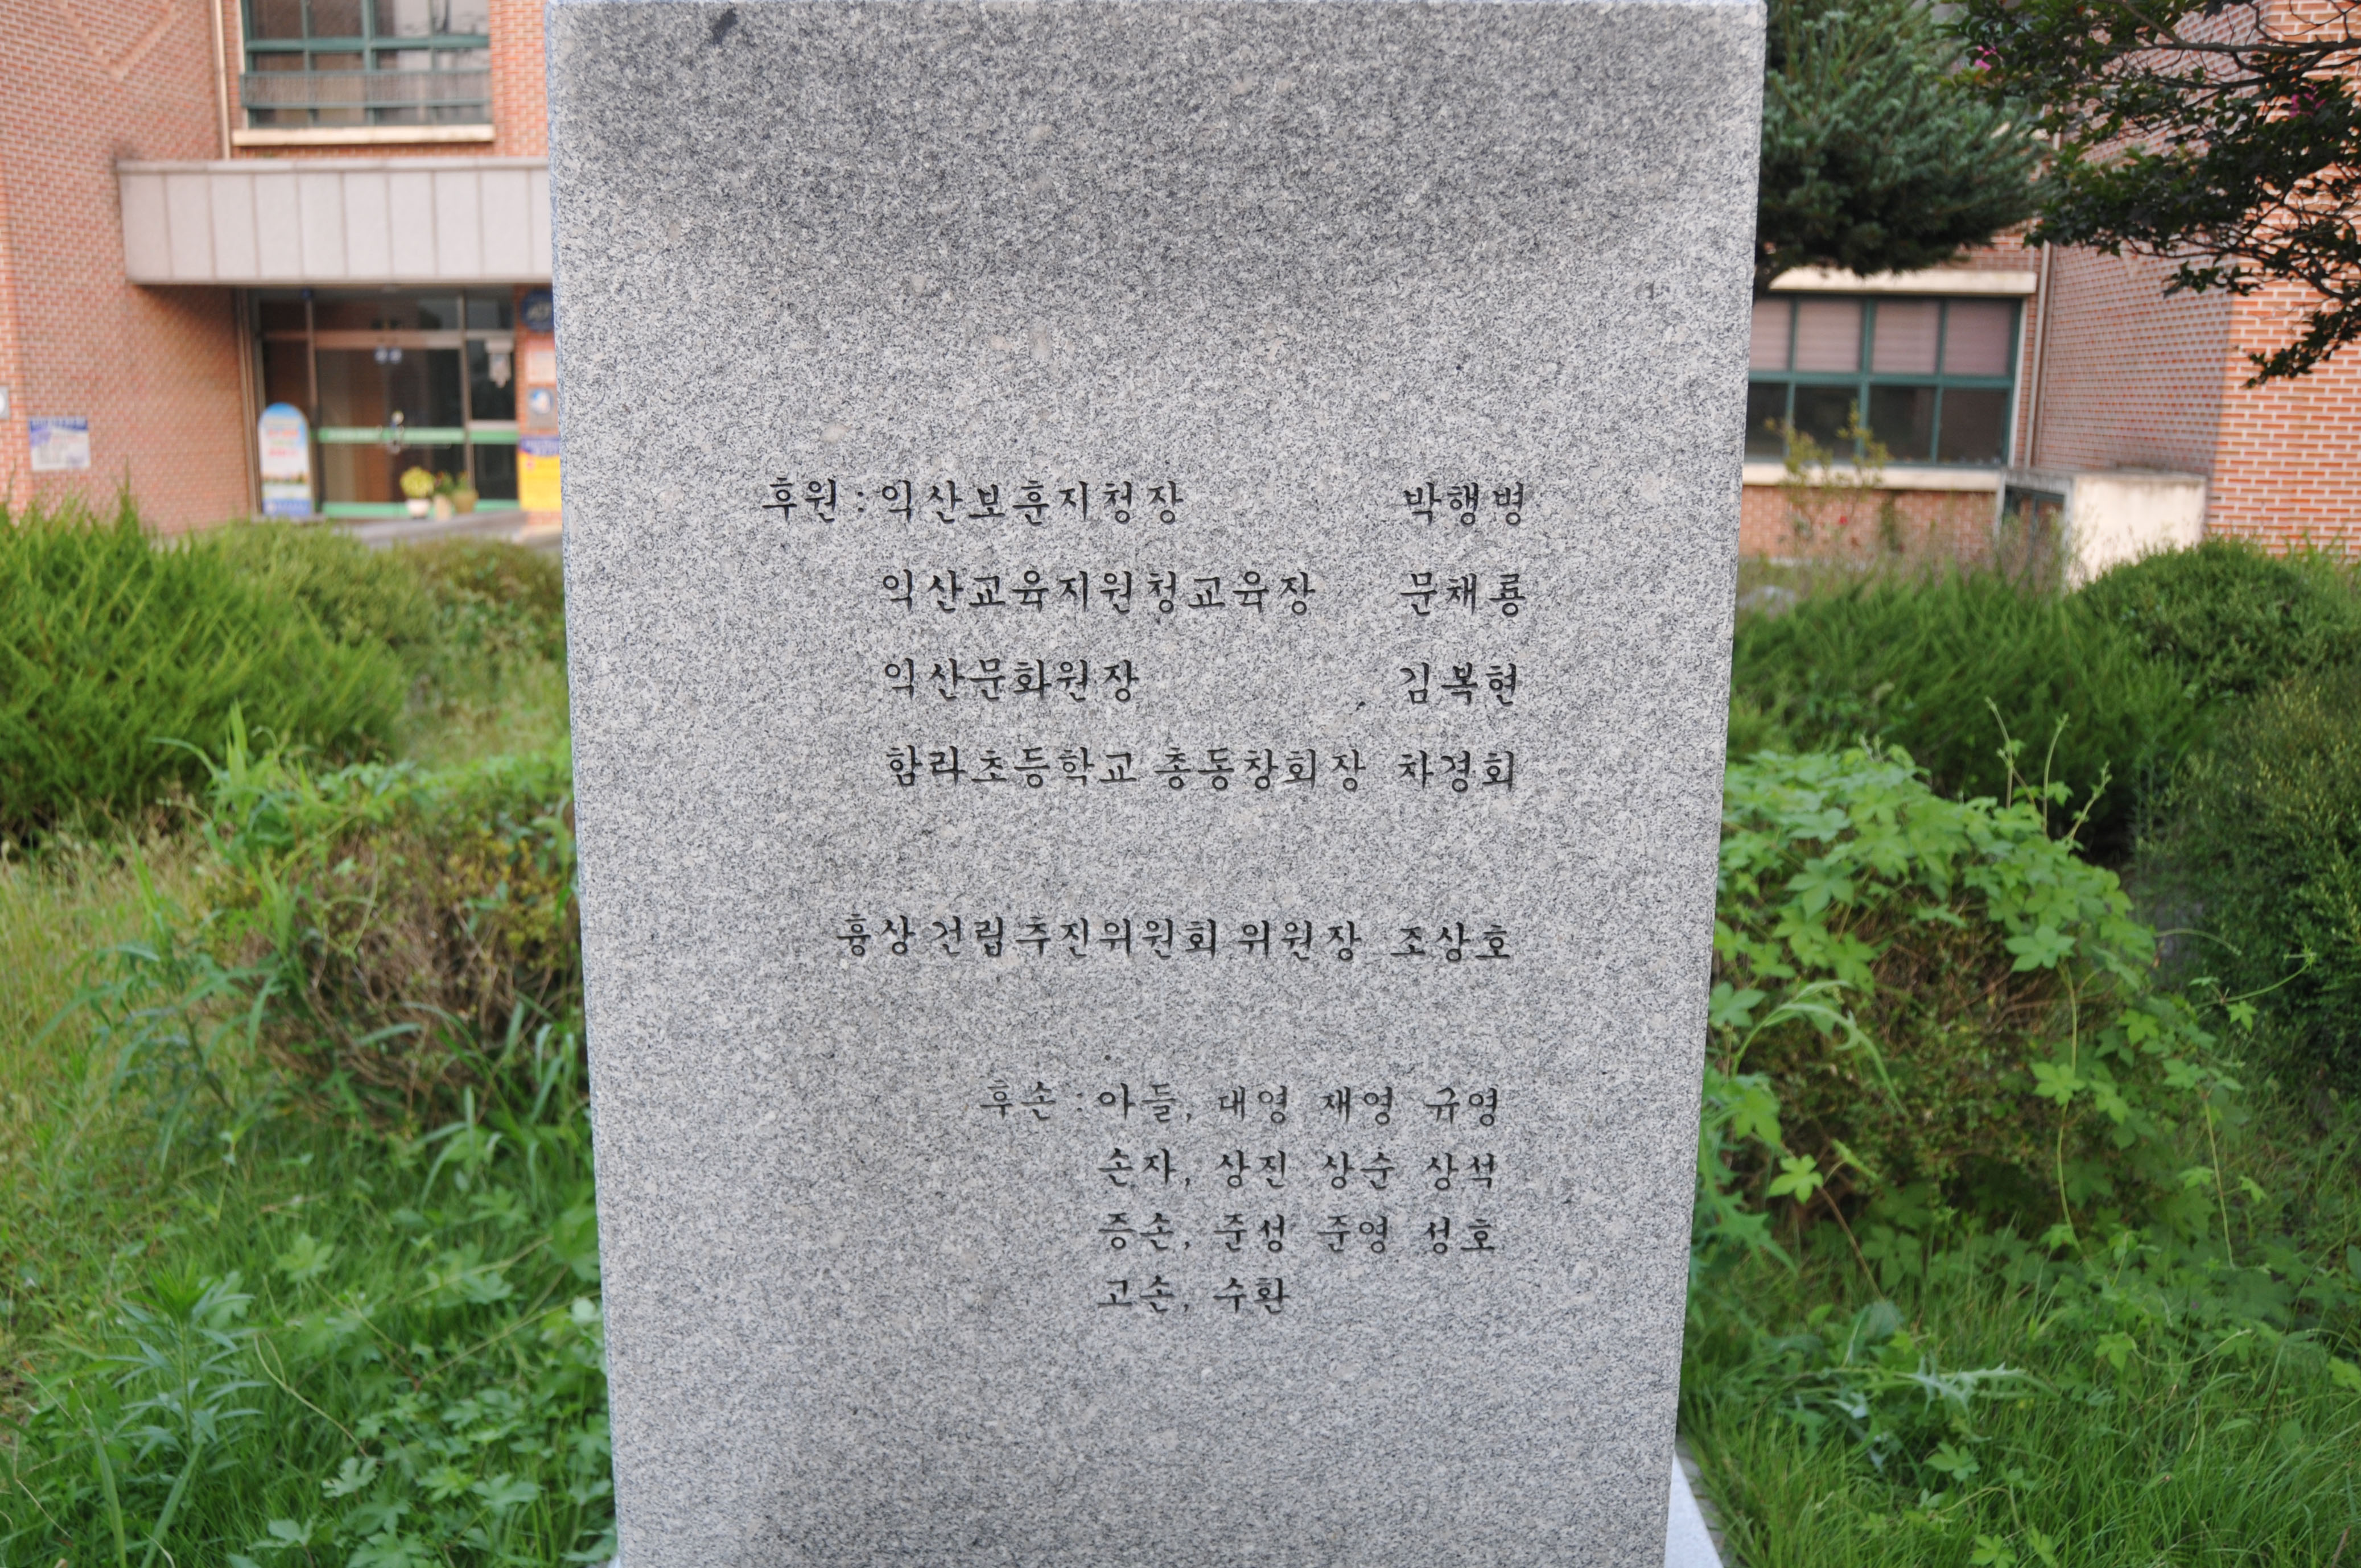 후원 : 익산보훈지청장 박행병
익산교육지원청교육장 문채룡
익산문화원장 김복현
함라초등학교 총동창회장 차경회
흉상 건립추진위원회 위원장 조상호
후손 : 아들, 대영 재영 규영
손자, 상진 상순 상석
증손, 준성 준영 성호
고손, 수환